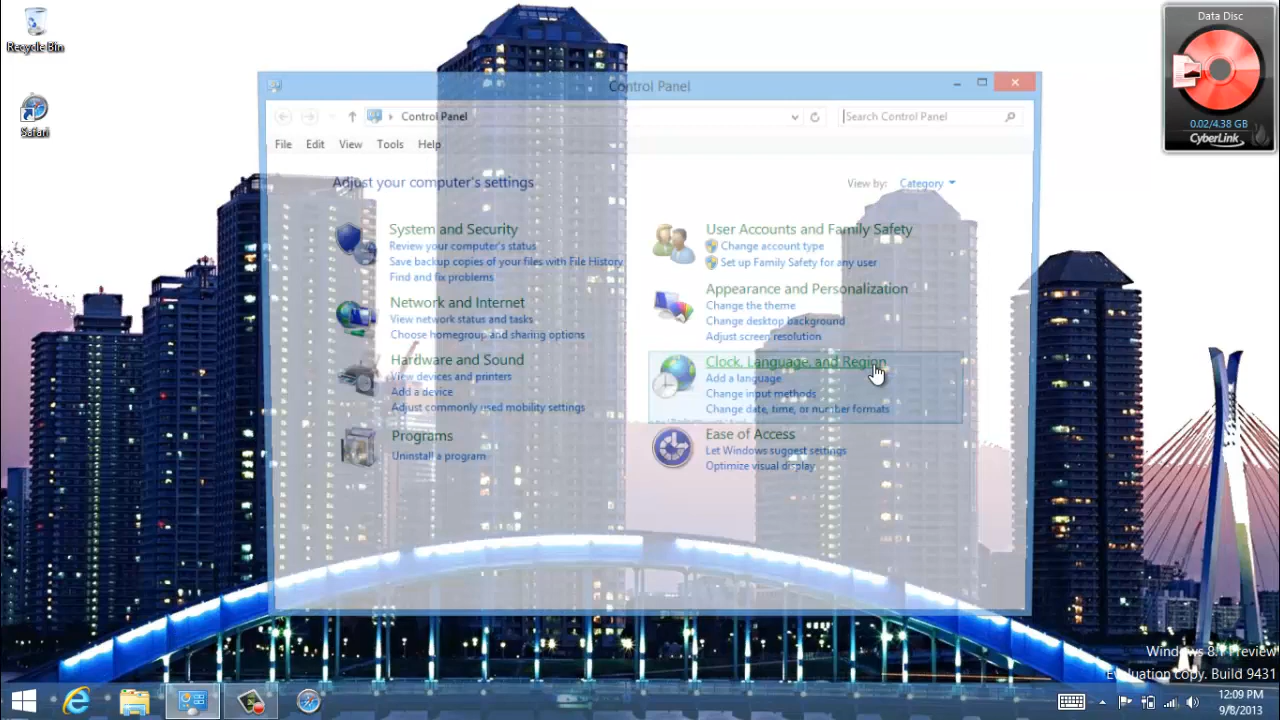 Recycle Bin
Safari
Data Disc
0.02/4.38 GB
CyberLink
Control Panel
Control Panel
Search Control Panel
File Edit View Tools Help
Adjust your computer's settings
View by: Category
System and Security
Review your computer's status
Save backup copies of your files with File History
Find and fix problems
Network and Internet
View network status and tasks
Choose homegroup and sharing options
Hardware and Sound
View devices and printers
Add a device
Adjust commonly used mobility settings
Programs
Uninstall a program
User Accounts and Family Safety
Change account type
Set up Family Safety for any user
Appearance and Personalization
Change the theme
Change desktop background
Adjust screen resolution
Clock, Language, and Region
Add a language
Change input methods
Change date, time, or number formats
Ease of Access
Let Windows suggest settings
Optimize visual display
Windows 8.1 Preview
Evaluation copy. Build 9431
12:09 PM
9/8/2013